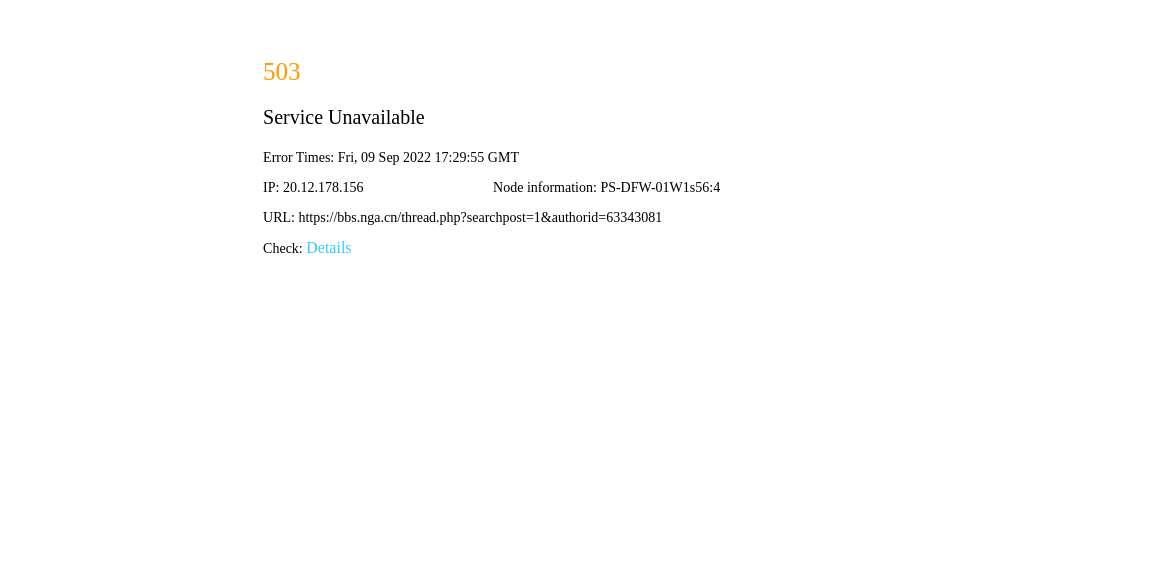 503
Service Unavailable
Error Times: Fri, 09 Sep 2022 17:29:55 GMT
IP: 20.12.178.156 Node information: PS-DFW-01W1s56:4
URL: https://bbs.nga.cn/thread.php?searchpost=1&authorid=63343081
Check: Details